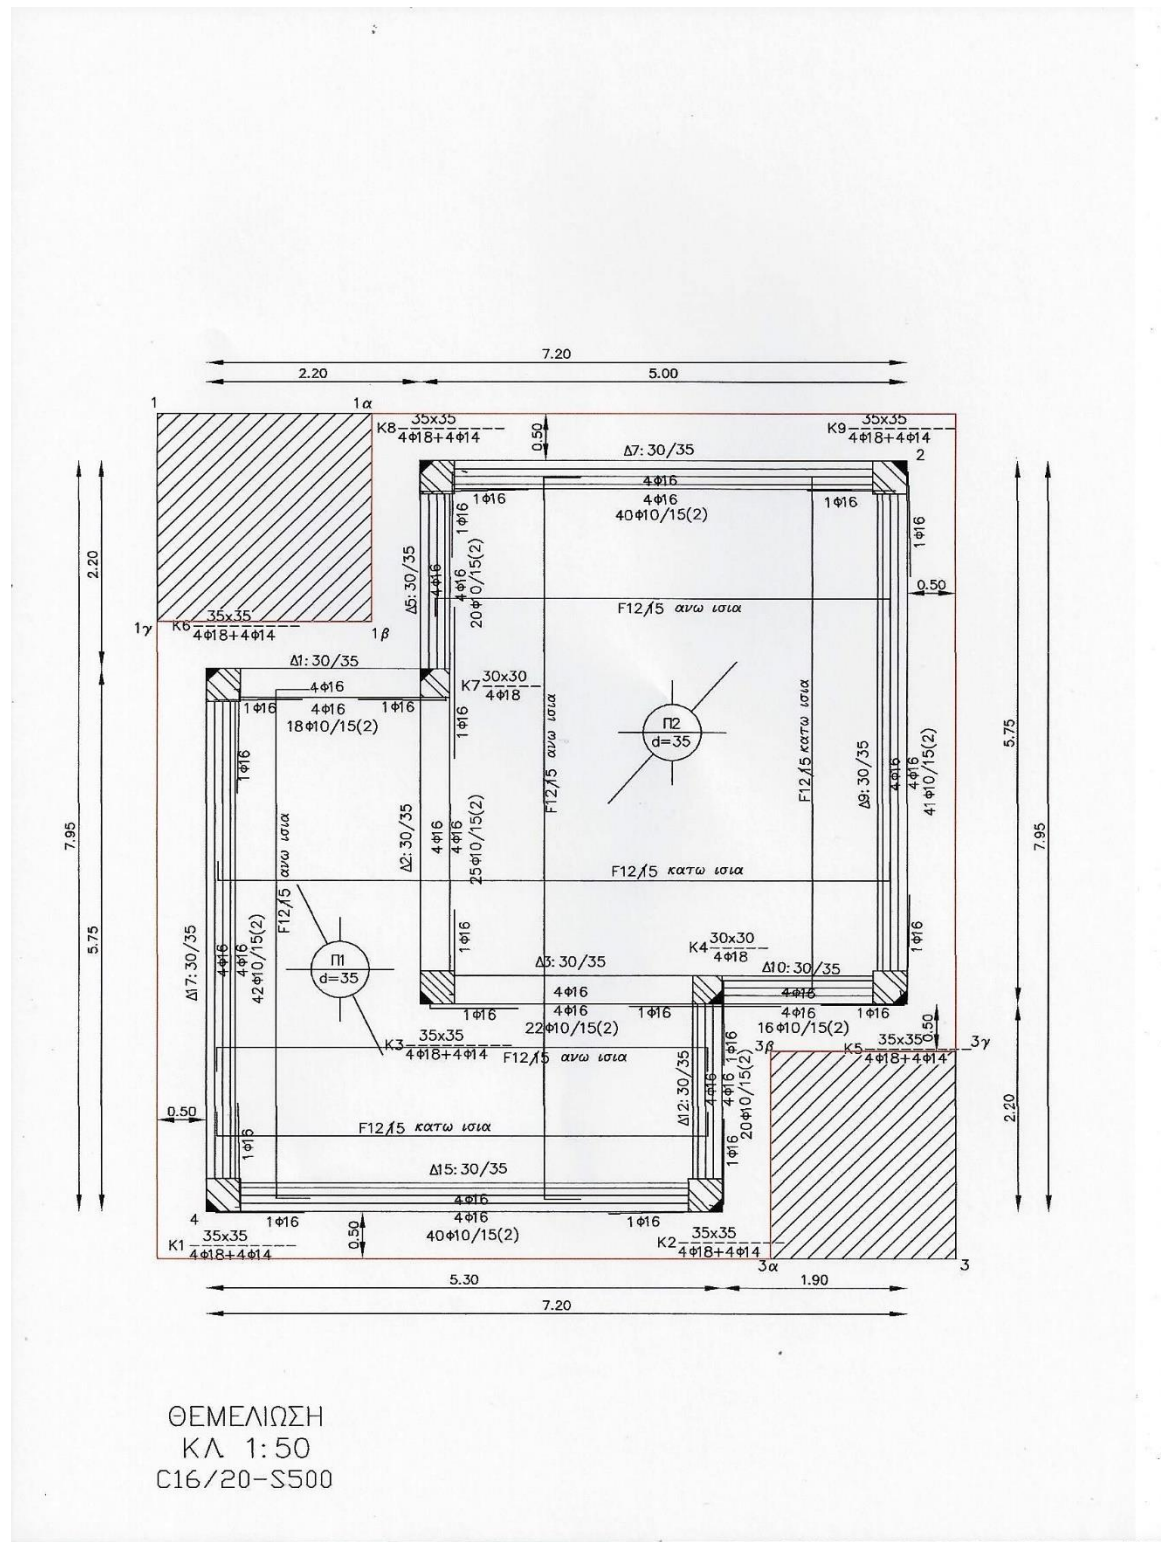 7.20
2.20
5.00
1
1α
K8
35x35
4Φ18+4Φ14
0.50
K9
35x35
4Φ18+4Φ14
2
Δ7: 30/35
4Φ16
1Φ16
4Φ16
1Φ16
40Φ10/15(2)
1Φ16
1Φ16
2.20
Δ5: 30/35
4Φ16
4Φ16
20Φ10/15(2)
0.50
F12/15 ανω ισια
1γ
K6
35x35
4Φ18+4Φ14
1β
Δ1: 30/35
4Φ16
K7
30x30
4Φ18
1Φ16
4Φ16
1Φ16
18Φ10/15(2)
1Φ16
1Φ16
Π2
d=35
F12/15 ανω ισια
F12/15 κατω ισια
Δ9: 30/35
4Φ16
4Φ16
41Φ10/15(2)
5.75
7.95
7.95
Δ2: 30/35
4Φ16
4Φ16
25Φ10/15(2)
F12/15 ανω ισια
F12/15 κατω ισια
5.75
Δ17: 30/35
4Φ16
4Φ16
42Φ10/15(2)
Π1
d=35
1Φ16
1Φ16
K4
30x30
4Φ18
Δ3: 30/35
Δ10: 30/35
4Φ16
4Φ16
1Φ16
4Φ16
1Φ16
4Φ16
1Φ16
22Φ10/15(2)
16Φ10/15(2)
0.50
K3
35x35
4Φ18+4Φ14
F12/15 ανω ισια
1Φ16
3β
K5
35x35
4Φ18+4Φ14
3γ
Δ12: 30/35
4Φ16
4Φ16
20Φ10/15(2)
2.20
0.50
F12/15 κατω ισια
1Φ16
1Φ16
Δ15: 30/35
4Φ16
4
1Φ16
4Φ16
1Φ16
40Φ10/15(2)
0.50
K1
35x35
4Φ18+4Φ14
K2
35x35
4Φ18+4Φ14
3α
3
5.30
1.90
7.20
ΘΕΜΕΛΙΩΣΗ
ΚΛ 1:50
C16/20-S500